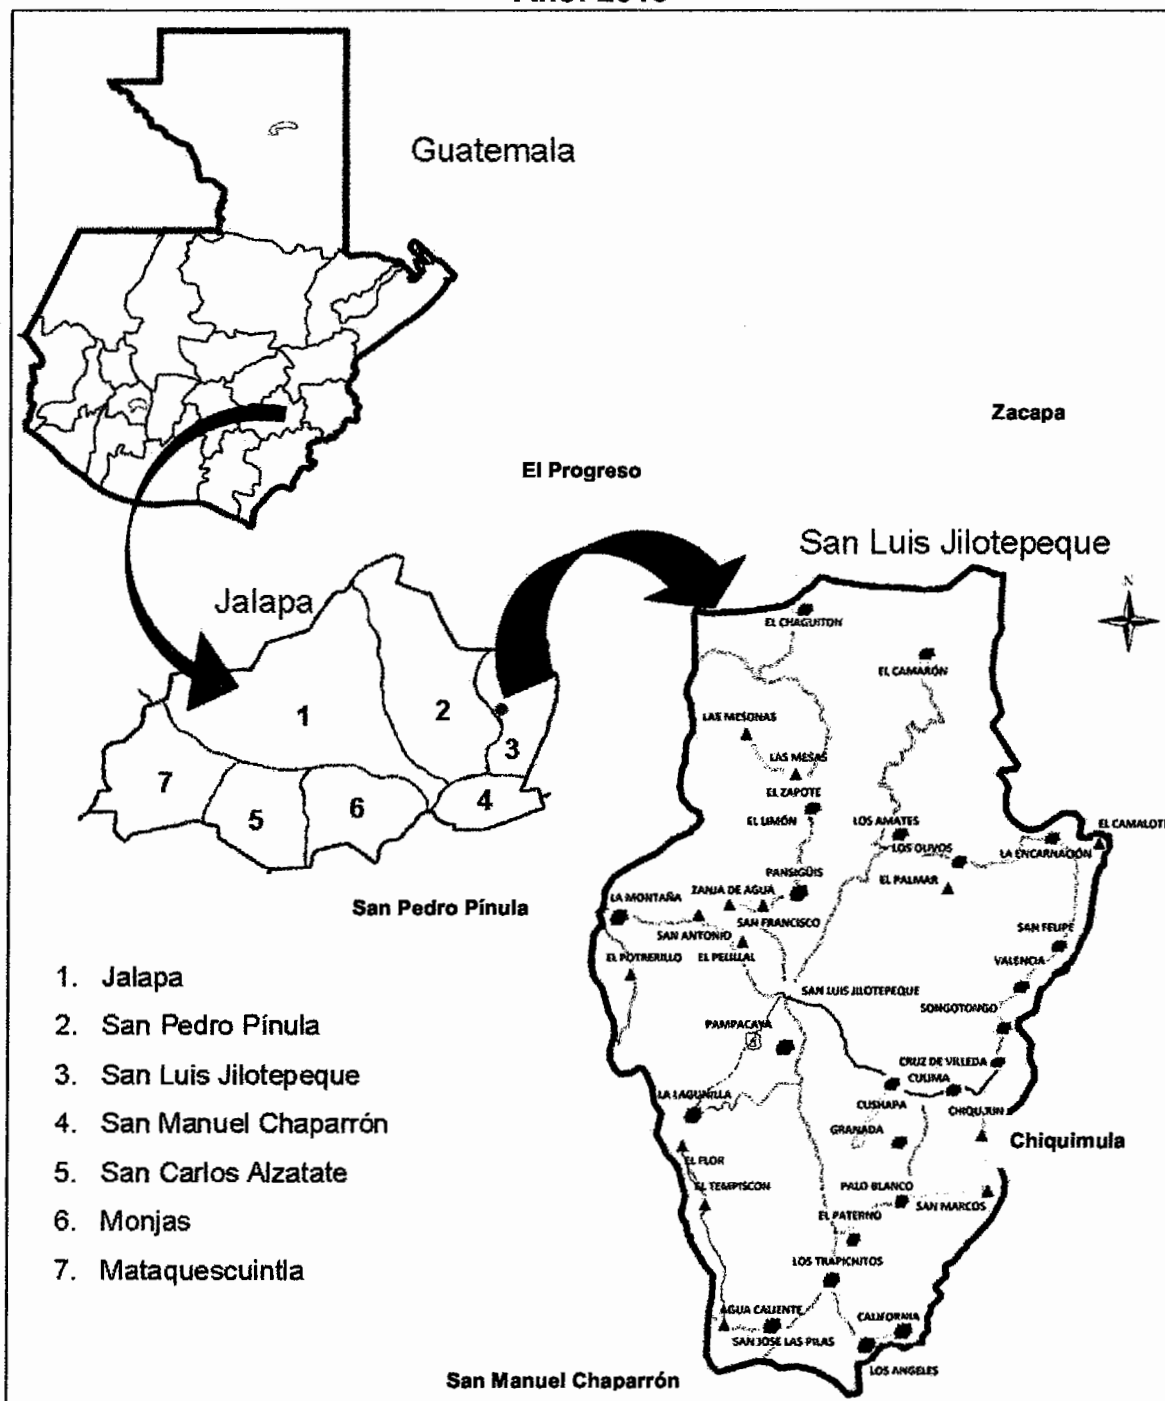 Guatemala
Zacapa
El Progreso
San Luis Jilotepeque
N
Jalapa
1
2
3
4
5
6
7
EL CHAGUITON
EL CAMARÓN
LAS MESONAS
LAS MESAS
EL ZAPOTE
EL LIMÓN
LOS AMATES
LOS OLIVOS
EL CAMALOTE
LA ENCARNACIÓN
EL PALMAR
PANSIGÜIS
ZANJA DE AGUA
LA MONTAÑA
San Pedro Pínula
SAN FRANCISCO
SAN ANTONIO
SAN FELIPE
EL POTRERILLO
EL PELILLAL
VALENCIA
SAN LUIS JILOTEPEQUE
SONGOTONGO
PAMPACAYA
CRUZ DE VILLEDA
CULIMA
LA LAGUNILLA
CUSHAPA
CHIQUJUN
GRANADA
Chiquimula
EL FLOR
EL TEMPISCON
PALO BLANCO
SAN MARCOS
EL PATERNO
LOS TRAPICHITOS
AGUA CALIENTE
CALIFORNIA
SAN JOSE LAS PILAS
LOS ANGELES
San Manuel Chaparrón
1. Jalapa
2. San Pedro Pínula
3. San Luis Jilotepeque
4. San Manuel Chaparrón
5. San Carlos Alzatate
6. Monjas
7. Mataquescuintla